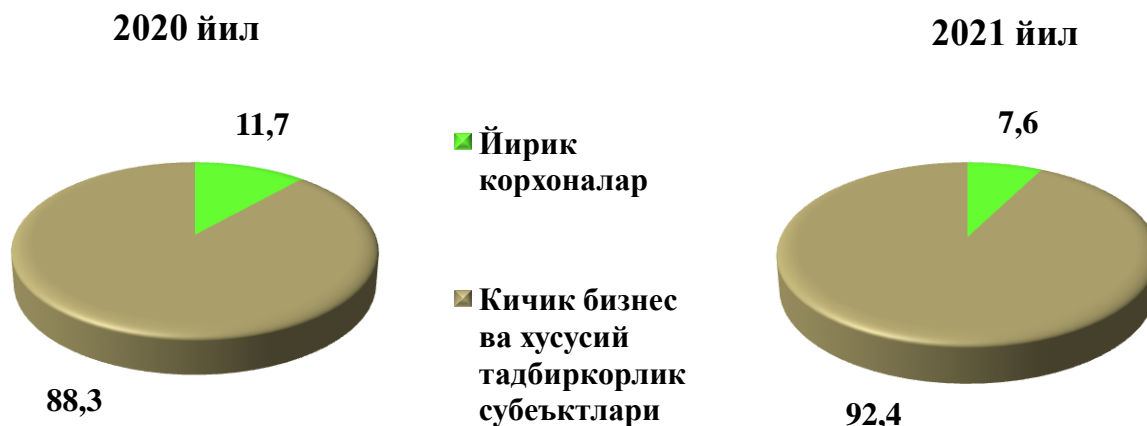 2020 йил
11,7
88,3
Йирик
корхоналар
Кичик бизнес
ва хусусий
тадбиркорлик
субеъктлари
2021 йил
7,6
92,4